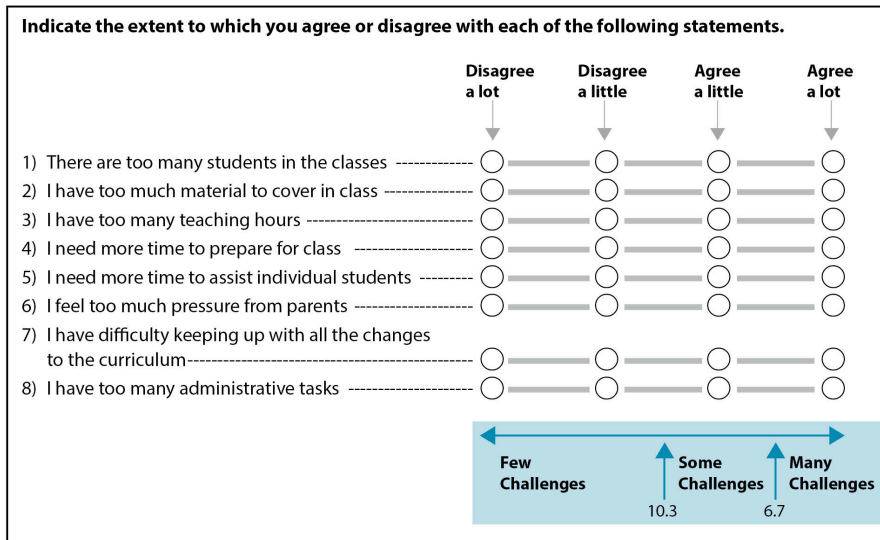 Indicate the extent to which you agree or disagree with each of the following statements.
Disagree a lot
Disagree a little
Agree a little
Agree a lot
1) There are too many students in the classes
2) I have too much material to cover in class
3) I have too many teaching hours
4) I need more time to prepare for class
5) I need more time to assist individual students
6) I feel too much pressure from parents
7) I have difficulty keeping up with all the changes
to the curriculum
8) I have too many administrative tasks
Few
Challenges
Some
Challenges
Many
Challenges
10.3
6.7